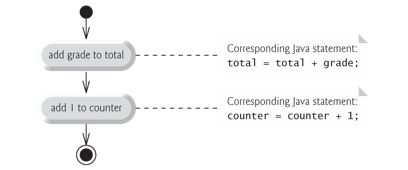 add grade to total
Corresponding Java statement:
total = total + grade;
add 1 to counter
Corresponding Java statement:
counter = counter + 1;